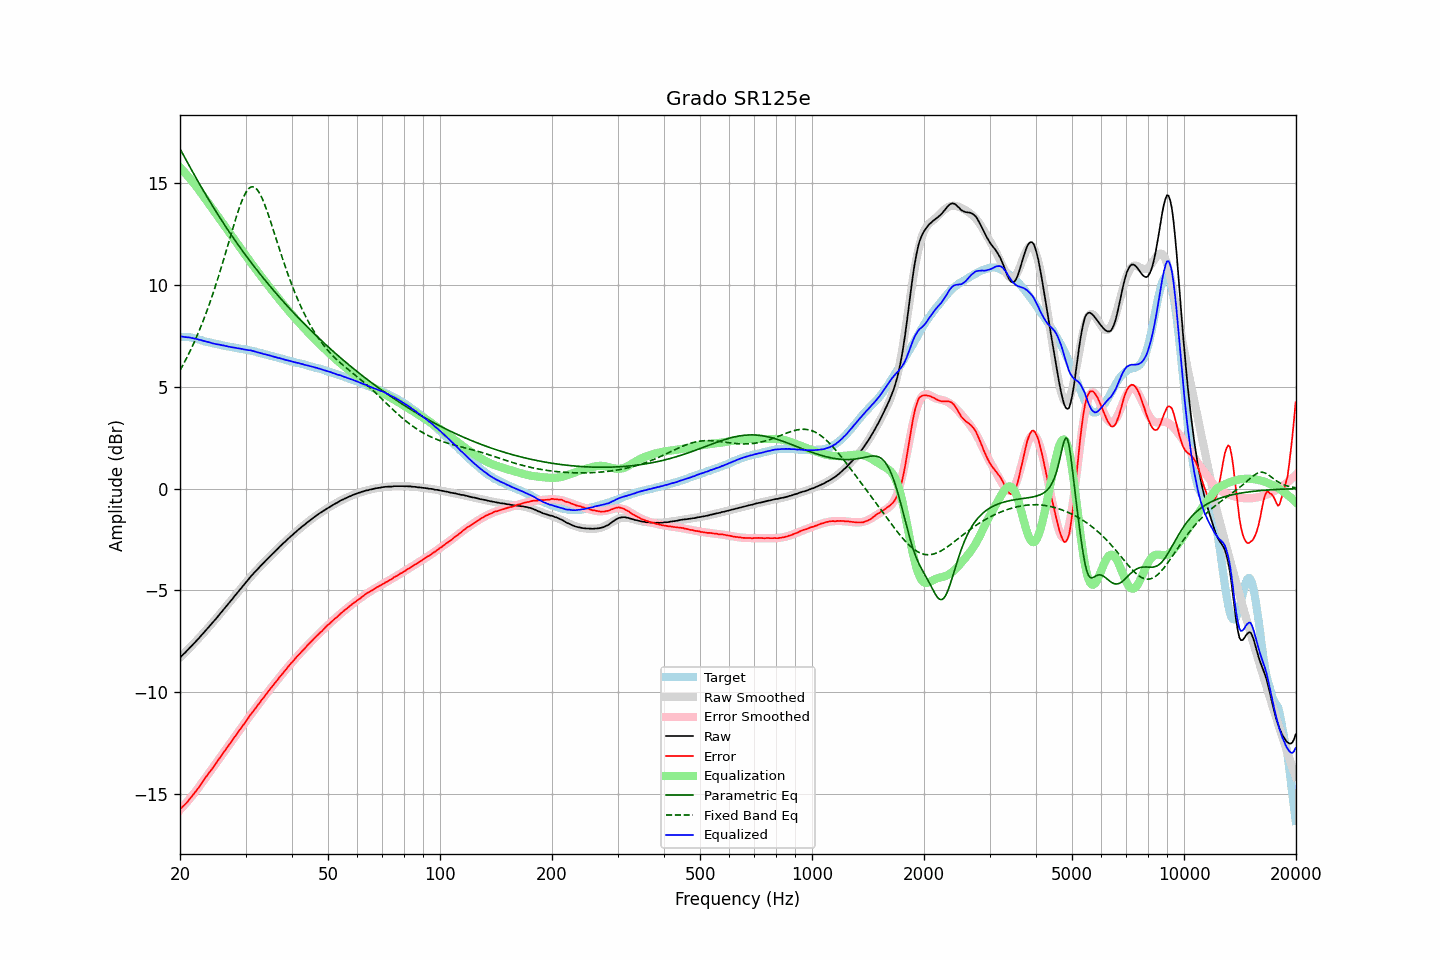 Grado SR125e
Amplitude (dBr)
15
10
5
0
−5
−10
−15
Target
Raw Smoothed
Error Smoothed
Raw
Error
Equalization
Parametric Eq
Fixed Band Eq
Equalized
20 50 100 200 500 1000 2000 5000 10000 20000
Frequency (Hz)